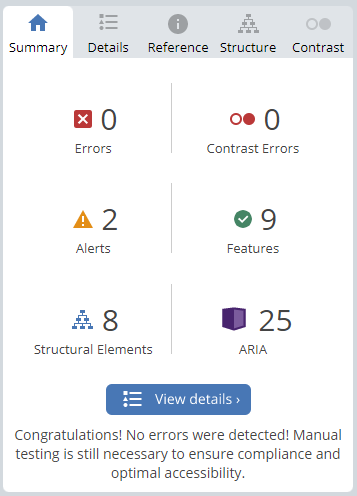 Summary Details Reference Structure Contrast
0 0
Errors Contrast Errors
2 9
Alerts Features
8 25
Structural Elements ARIA
View details ›
Congratulations! No errors were detected! Manual
testing is still necessary to ensure compliance and
optimal accessibility.